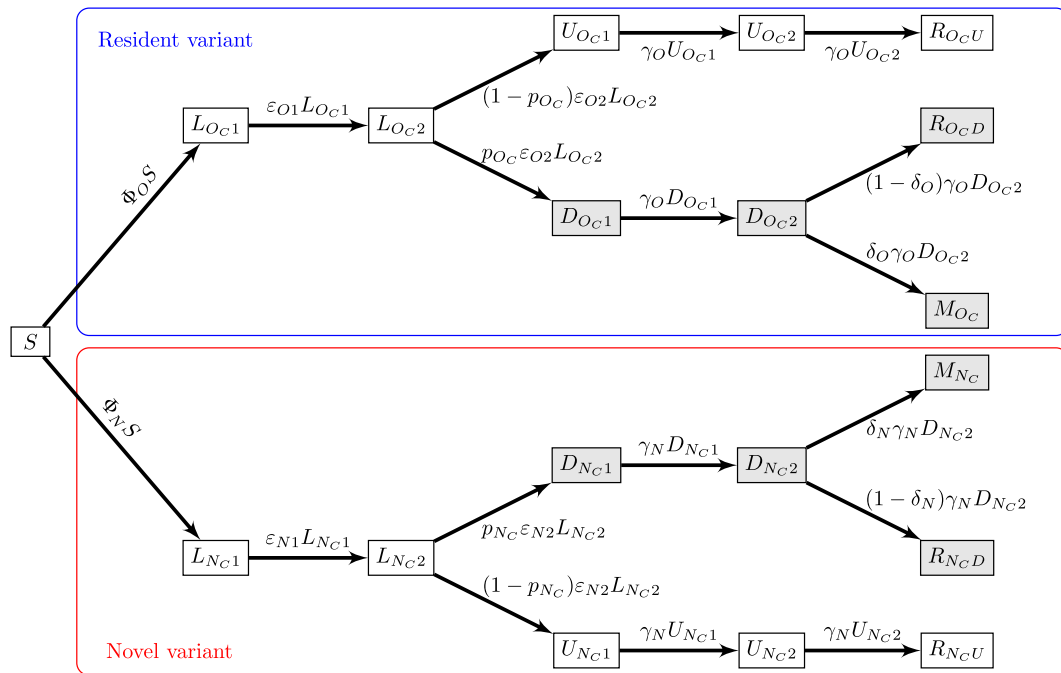 Resident variant
U_{O_C1}
γ_O U_{O_C1}
U_{O_C2}
γ_O U_{O_C2}
R_{O_CU}
(1 − p_{O_C})ε_{O2}L_{O_C2}
L_{O_C1}
ε_{O1}L_{O_C1}
L_{O_C2}
R_{O_CD}
p_{O_C}ε_{O2}L_{O_C2}
Φ_O S
(1 − δ_O)γ_O D_{O_C2}
D_{O_C1}
γ_O D_{O_C1}
D_{O_C2}
δ_O γ_O D_{O_C2}
M_{O_C}
S
M_{N_C}
Φ_N S
δ_N γ_N D_{N_C2}
D_{N_C1}
γ_N D_{N_C1}
D_{N_C2}
(1 − δ_N)γ_N D_{N_C2}
p_{N_C}ε_{N2}L_{N_C2}
L_{N_C1}
ε_{N1}L_{N_C1}
L_{N_C2}
R_{N_CD}
(1 − p_{N_C})ε_{N2}L_{N_C2}
Novel variant
U_{N_C1}
γ_N U_{N_C1}
U_{N_C2}
γ_N U_{N_C2}
R_{N_CU}